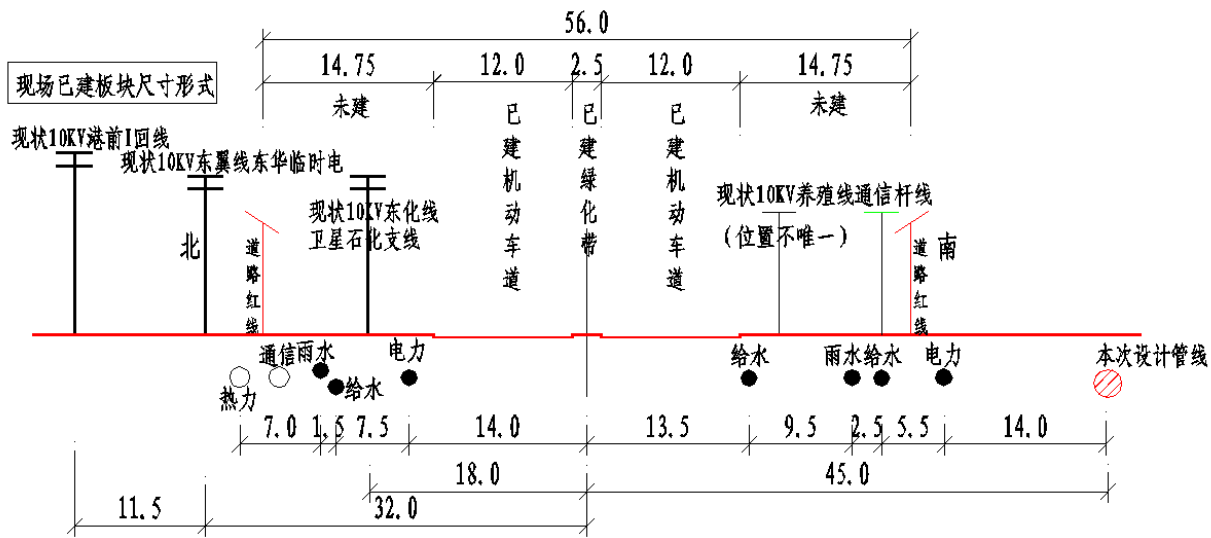 56.0
14.75
12.0
2.5
12.0
14.75
现场已建板块尺寸形式
未建
未建
已建机动车道
已建绿化带
已建机动车道
现状10KV港前I回线
现状10KV东翼线东华临时电
现状10KV东化线
卫星石化支线
现状10KV养殖线通信杆线
(位置不唯一)
北
南
道路红线
道路红线
通信
雨水
电力
给水
雨水
给水
电力
本次设计管线
热力
给水
7.0
1.5
7.5
14.0
13.5
9.5
2.5
5.5
14.0
18.0
45.0
11.5
32.0